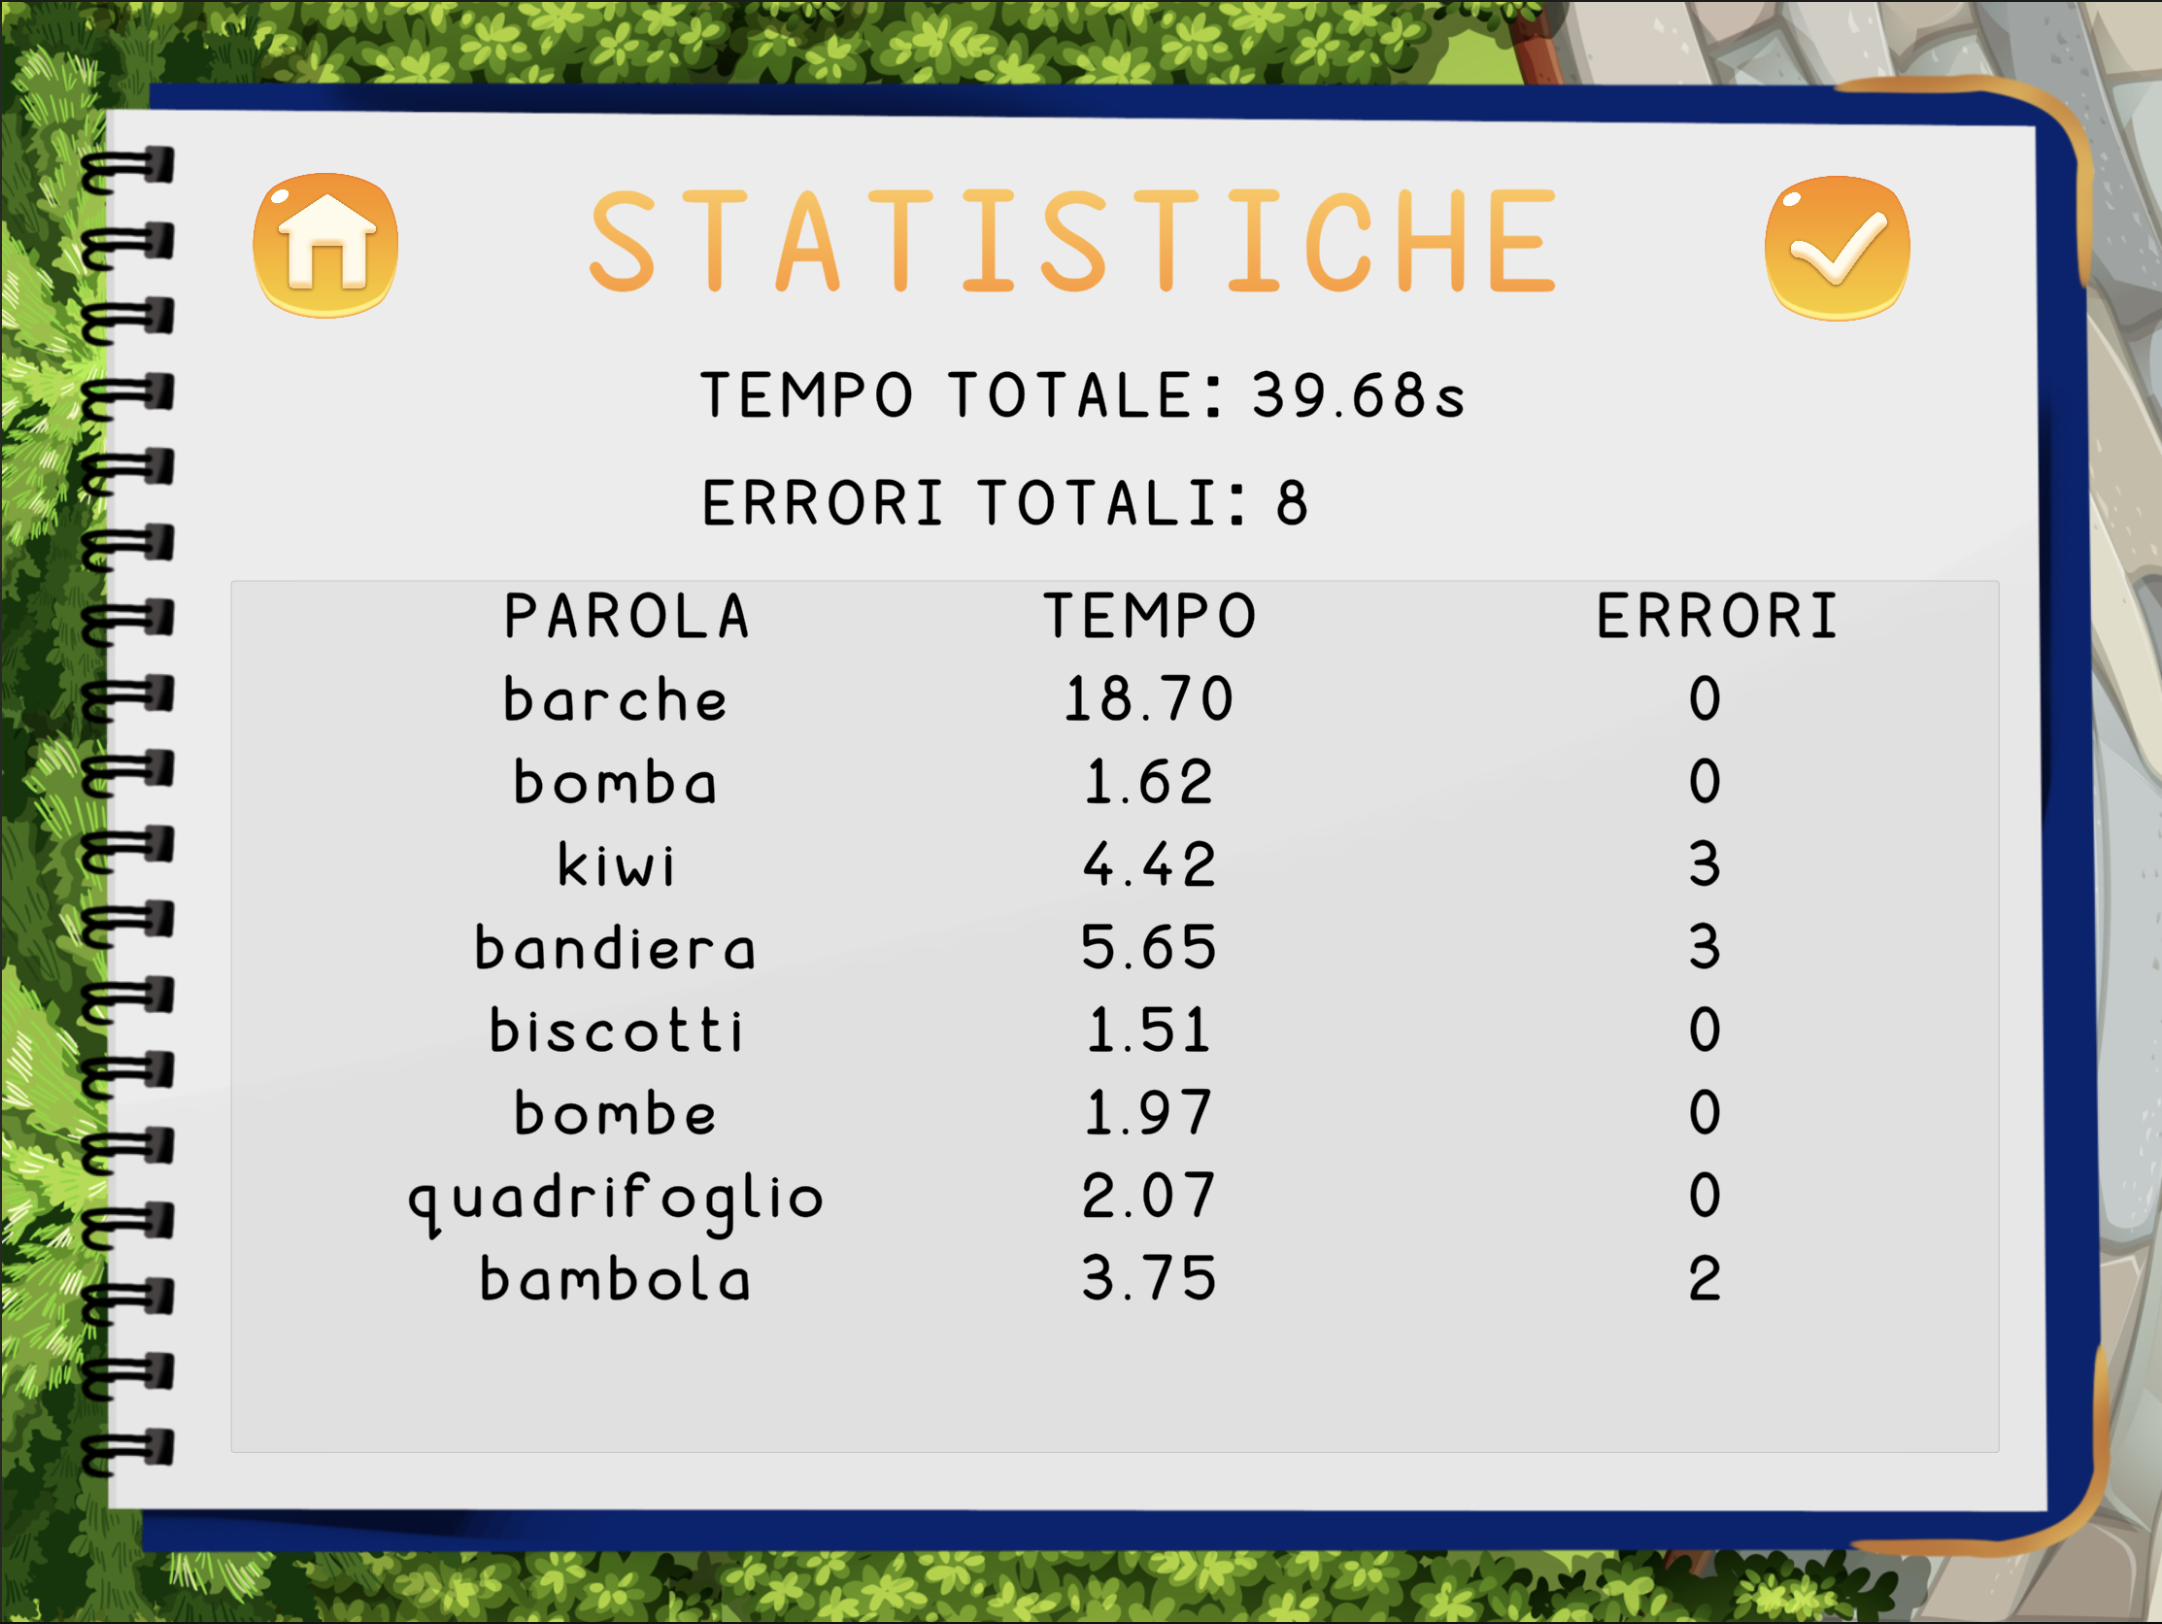 STATISTICHE
TEMPO TOTALE: 39.68s
ERRORI TOTALI: 8
PAROLA TEMPO ERRORI
barche 18.70 0
bomba 1.62 0
kiwi 4.42 3
bandiera 5.65 3
biscotti 1.51 0
bombe 1.97 0
quadrifoglio 2.07 0
bambola 3.75 2